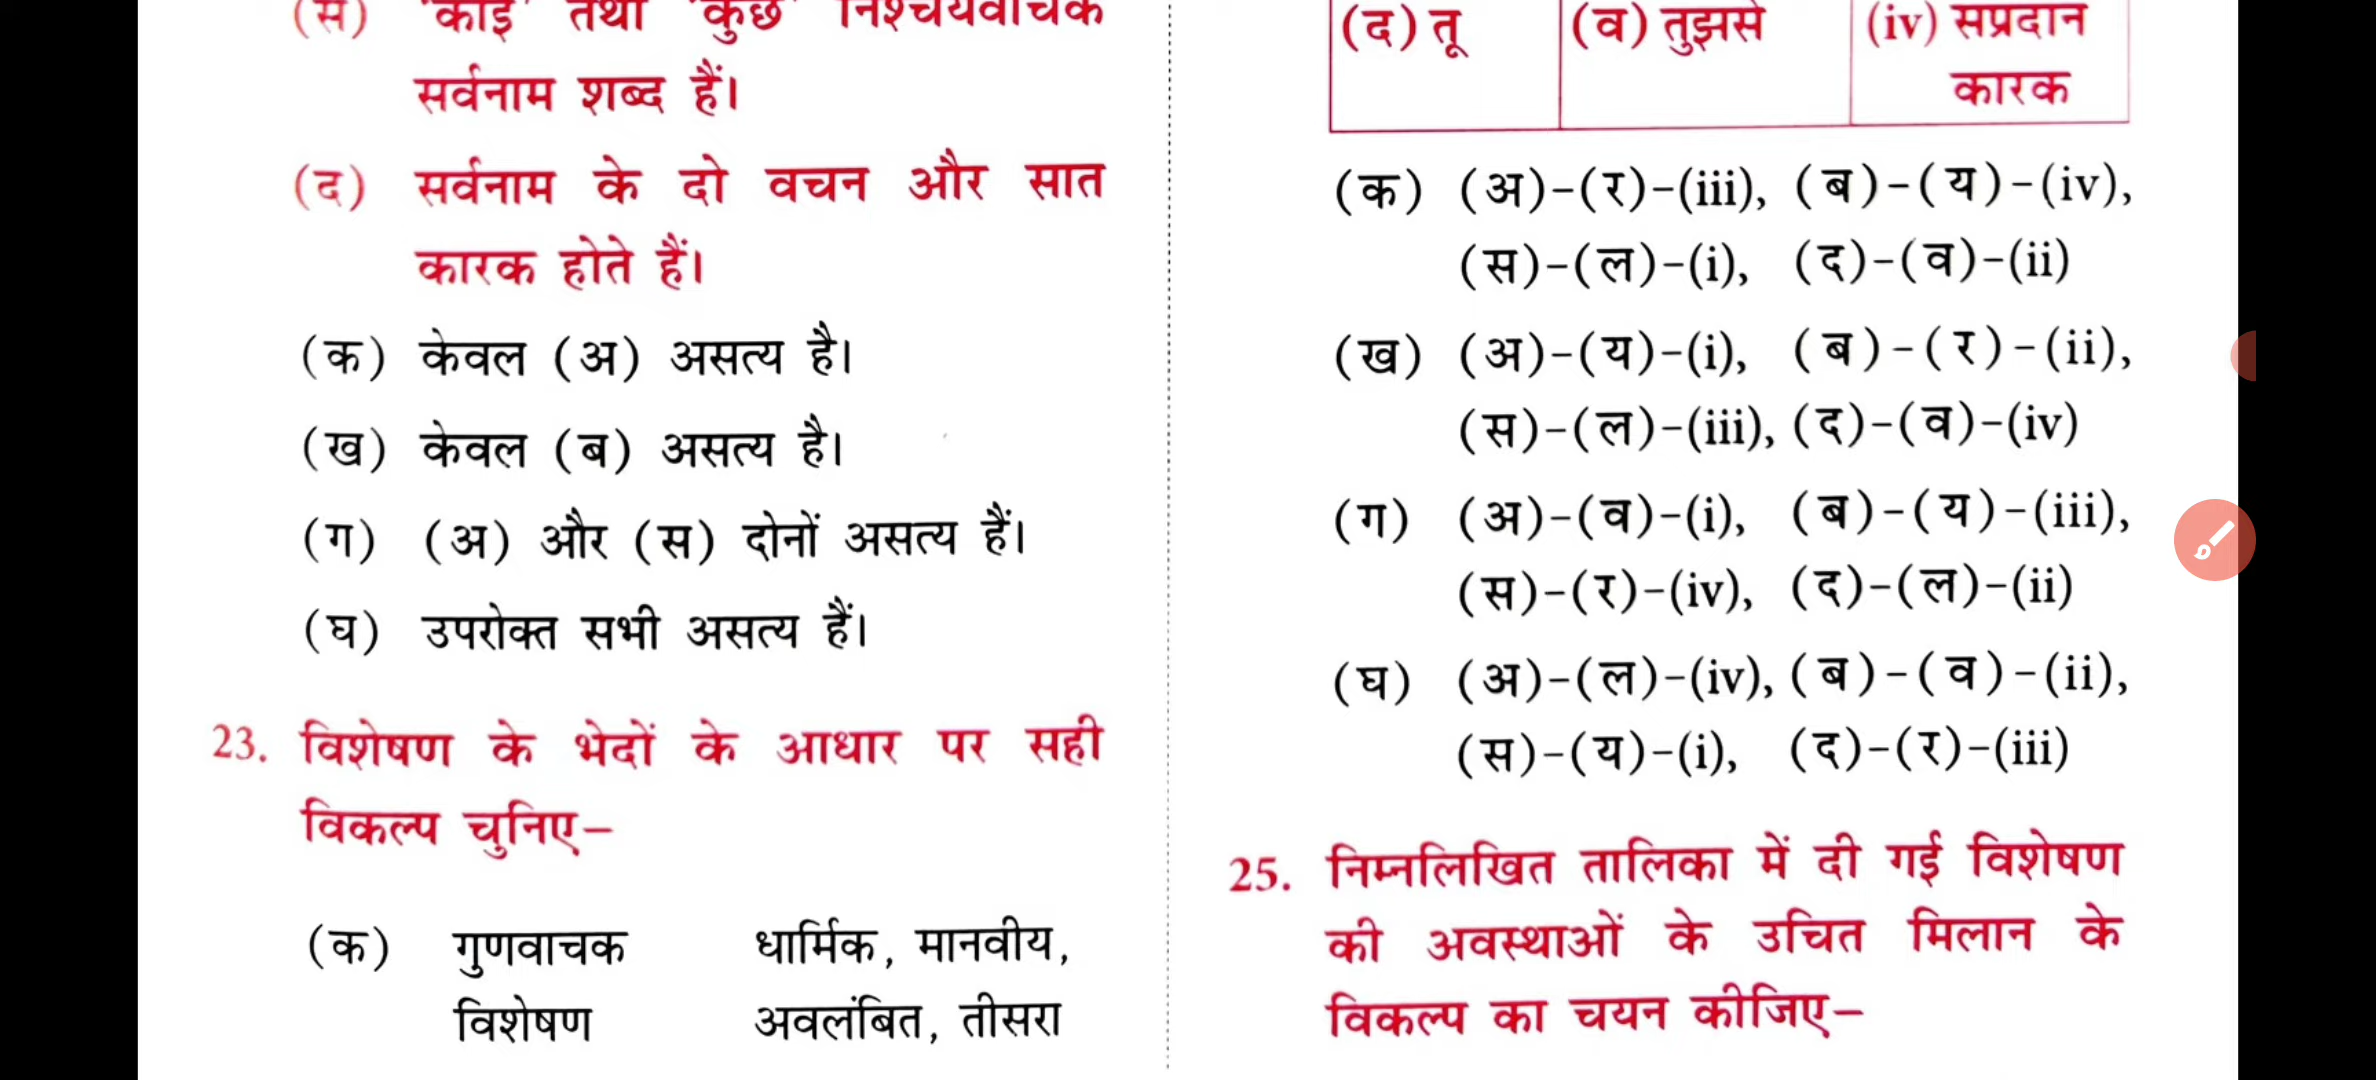 (स) 'कोई' तथा 'कुछ' निश्चयवाचक
सर्वनाम शब्द हैं।
(द) सर्वनाम के दो वचन और सात
कारक होते हैं।
(क) केवल (अ) असत्य है।
(ख) केवल (ब) असत्य है।
(ग) (अ) और (स) दोनों असत्य हैं।
(घ) उपरोक्त सभी असत्य हैं।
23. विशेषण के भेदों के आधार पर सही
विकल्प चुनिए–
(क) गुणवाचक धार्मिक, मानवीय,
विशेषण अवलंबित, तीसरा
(द) तू (व) तुझसे (iv) सप्रदान
कारक
(क) (अ)-(र)-(iii), (ब)-(य)-(iv),
(स)-(ल)-(i), (द)-(व)-(ii)
(ख) (अ)-(य)-(i), (ब)-(र)-(ii),
(स)-(ल)-(iii), (द)-(व)-(iv)
(ग) (अ)-(व)-(i), (ब)-(य)-(iii),
(स)-(र)-(iv), (द)-(ल)-(ii)
(घ) (अ)-(ल)-(iv), (ब)-(व)-(ii),
(स)-(य)-(i), (द)-(र)-(iii)
25. निम्नलिखित तालिका में दी गई विशेषण
की अवस्थाओं के उचित मिलान के
विकल्प का चयन कीजिए–